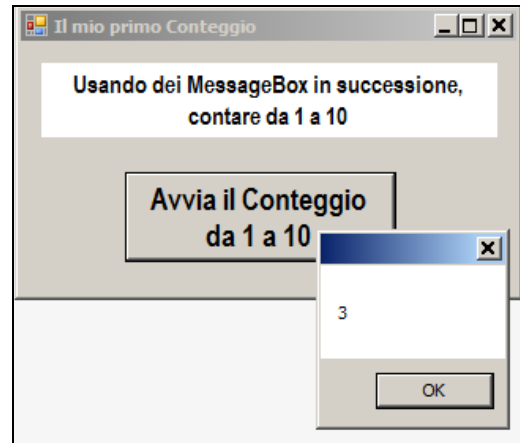 Il mio primo Conteggio
Usando dei MessageBox in successione,
contare da 1 a 10
Avvia il Conteggio
da 1 a 10
3
OK